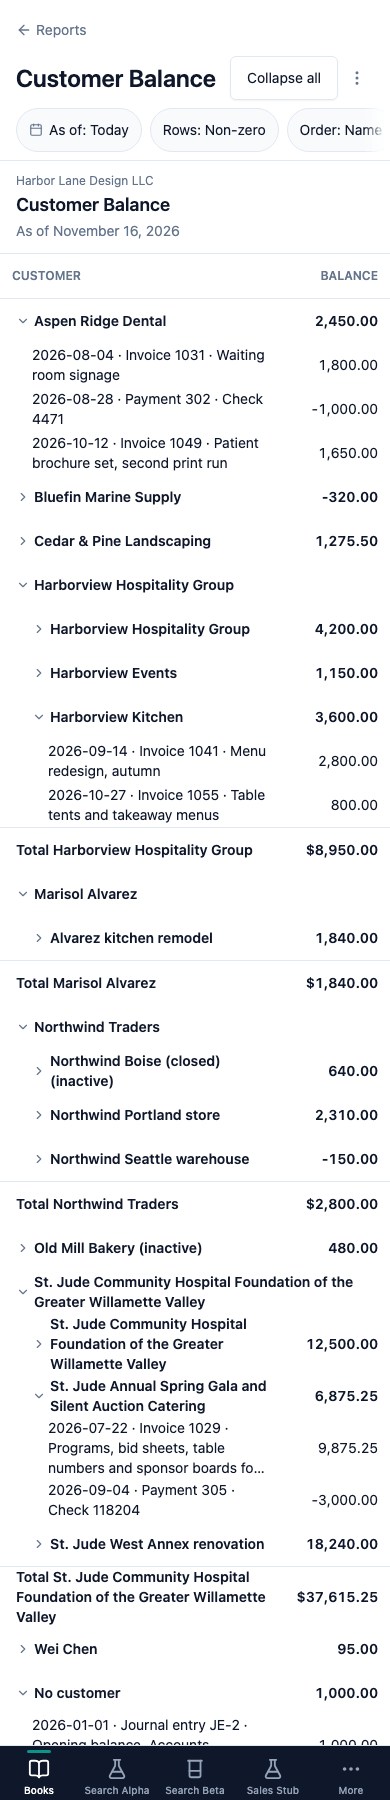 Reports
Customer Balance
Collapse all
As of: Today
Rows: Non-zero
Order: Name
Harbor Lane Design LLC
Customer Balance
As of November 16, 2026
CUSTOMER BALANCE
Aspen Ridge Dental 2,450.00
2026-08-04 · Invoice 1031 · Waiting
room signage 1,800.00
2026-08-28 · Payment 302 · Check
4471 -1,000.00
2026-10-12 · Invoice 1049 · Patient
brochure set, second print run 1,650.00
Bluefin Marine Supply -320.00
Cedar & Pine Landscaping 1,275.50
Harborview Hospitality Group
Harborview Hospitality Group 4,200.00
Harborview Events 1,150.00
Harborview Kitchen 3,600.00
2026-09-14 · Invoice 1041 · Menu
redesign, autumn 2,800.00
2026-10-27 · Invoice 1055 · Table
tents and takeaway menus 800.00
Total Harborview Hospitality Group $8,950.00
Marisol Alvarez
Alvarez kitchen remodel 1,840.00
Total Marisol Alvarez $1,840.00
Northwind Traders
Northwind Boise (closed)
(inactive) 640.00
Northwind Portland store 2,310.00
Northwind Seattle warehouse -150.00
Total Northwind Traders $2,800.00
Old Mill Bakery (inactive) 480.00
St. Jude Community Hospital Foundation of the
Greater Willamette Valley
St. Jude Community Hospital
Foundation of the Greater 12,500.00
Willamette Valley
St. Jude Annual Spring Gala and
Silent Auction Catering 6,875.25
2026-07-22 · Invoice 1029 ·
Programs, bid sheets, table 9,875.25
numbers and sponsor boards fo…
2026-09-04 · Payment 305 ·
Check 118204 -3,000.00
St. Jude West Annex renovation 18,240.00
Total St. Jude Community Hospital
Foundation of the Greater Willamette $37,615.25
Valley
Wei Chen 95.00
No customer 1,000.00
2026-01-01 · Journal entry JE-2 ·
Opening balance, Accounts 1,000.00
Books
Search Alpha
Search Beta
Sales Stub
More